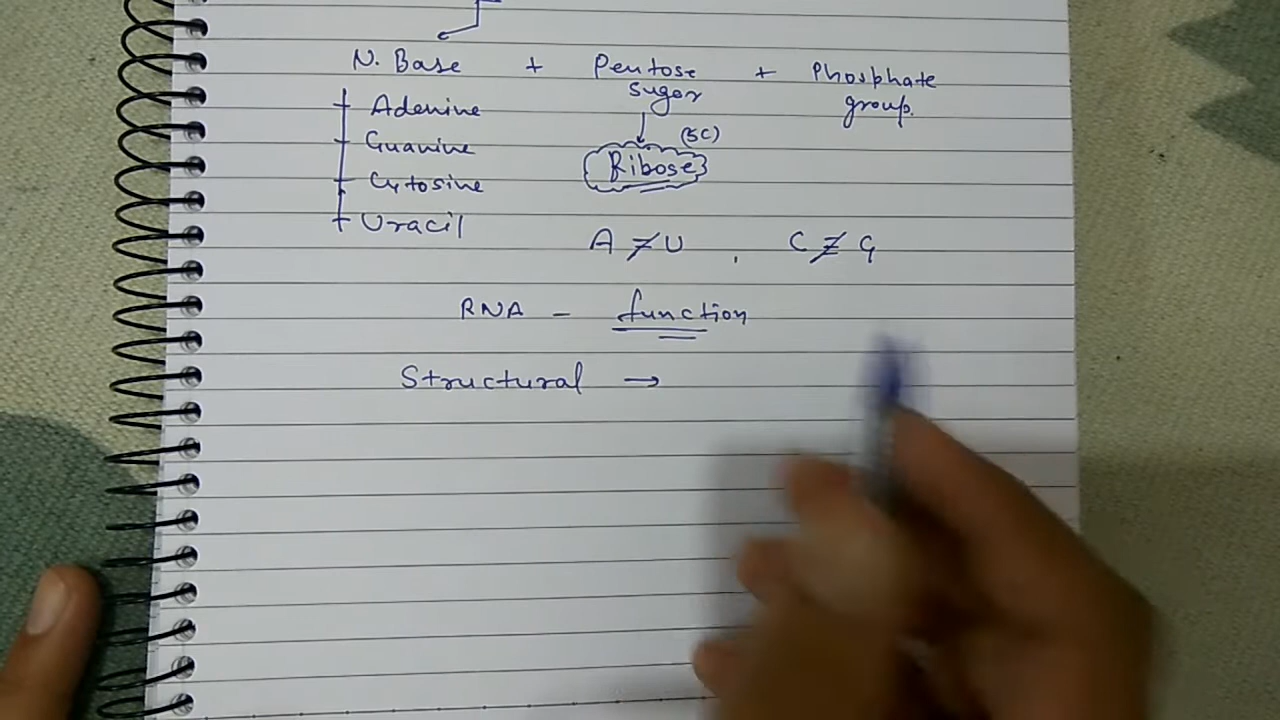 N. Base + Pentose sugar + Phosphate group.
Adenine
Guanine
(5C)
Cytosine
Ribose
Uracil
A ≠ U , C ≢ G
RNA - function
Structural →